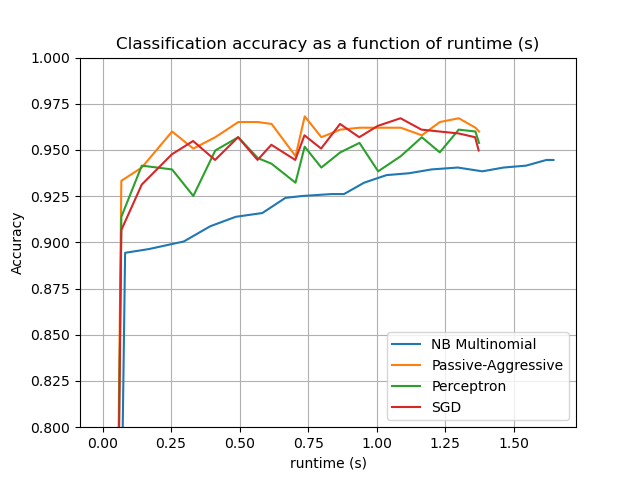 Classification accuracy as a function of runtime (s)
1.000
0.975
0.950
0.925
0.900
0.875
0.850
0.825
0.800
Accuracy
NB Multinomial
Passive-Aggressive
Perceptron
SGD
0.00 0.25 0.50 0.75 1.00 1.25 1.50
runtime (s)